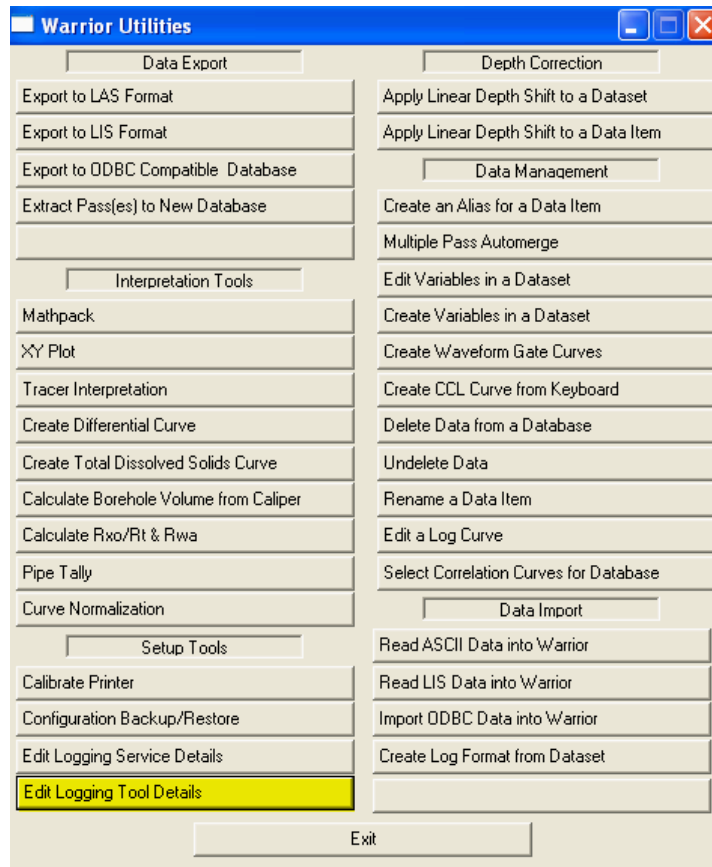 Warrior Utilities
Data Export
Export to LAS Format
Export to LIS Format
Export to ODBC Compatible Database
Extract Pass(es) to New Database
Interpretation Tools
Mathpack
XY Plot
Tracer Interpretation
Create Differential Curve
Create Total Dissolved Solids Curve
Calculate Borehole Volume from Caliper
Calculate Rxo/Rt & Rwa
Pipe Tally
Curve Normalization
Setup Tools
Calibrate Printer
Configuration Backup/Restore
Edit Logging Service Details
Edit Logging Tool Details
Depth Correction
Apply Linear Depth Shift to a Dataset
Apply Linear Depth Shift to a Data Item
Data Management
Create an Alias for a Data Item
Multiple Pass Automerge
Edit Variables in a Dataset
Create Variables in a Dataset
Create Waveform Gate Curves
Create CCL Curve from Keyboard
Delete Data from a Database
Undelete Data
Rename a Data Item
Edit a Log Curve
Select Correlation Curves for Database
Data Import
Read ASCII Data into Warrior
Read LIS Data into Warrior
Import ODBC Data into Warrior
Create Log Format from Dataset
Exit